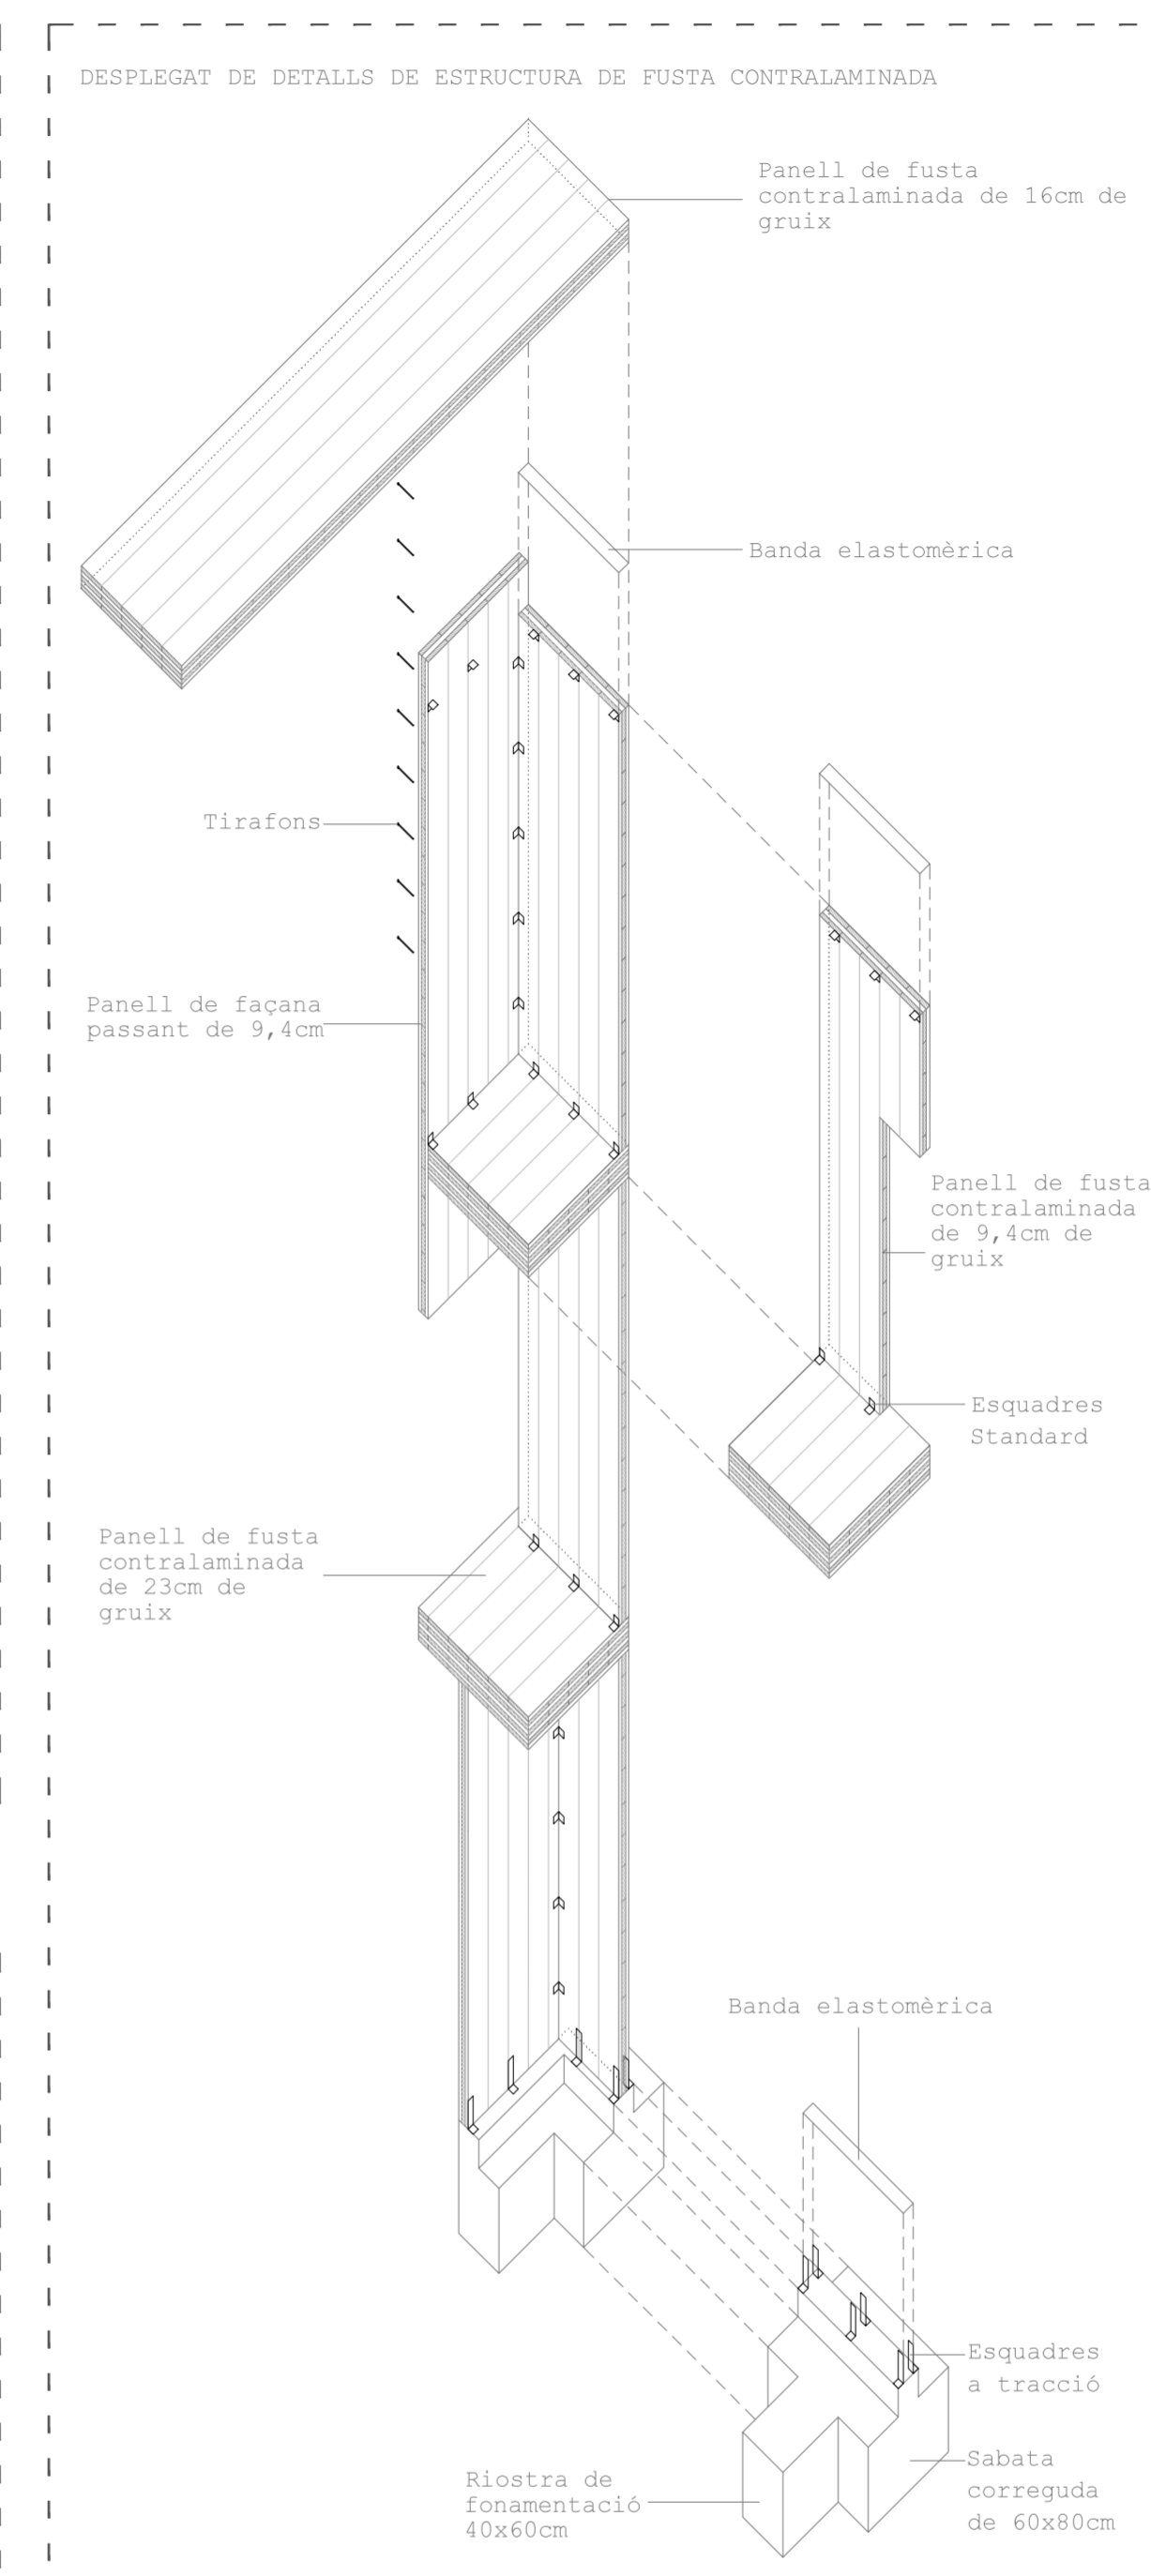 DESPLEGAT DE DETALLS DE ESTRUCTURA DE FUSTA CONTRALAMINADA
Panell de fusta
contralaminada de 16cm de
gruix
Banda elastomèrica
Tirafons
Panell de façana
passant de 9,4cm
Panell de fusta
contralaminada
de 9,4cm de
gruix
Esquadres
Standard
Panell de fusta
contralaminada
de 23cm de
gruix
Banda elastomèrica
Esquadres
a tracció
Sabata
correguda
de 60x80cm
Riostra de
fonamentació
40x60cm